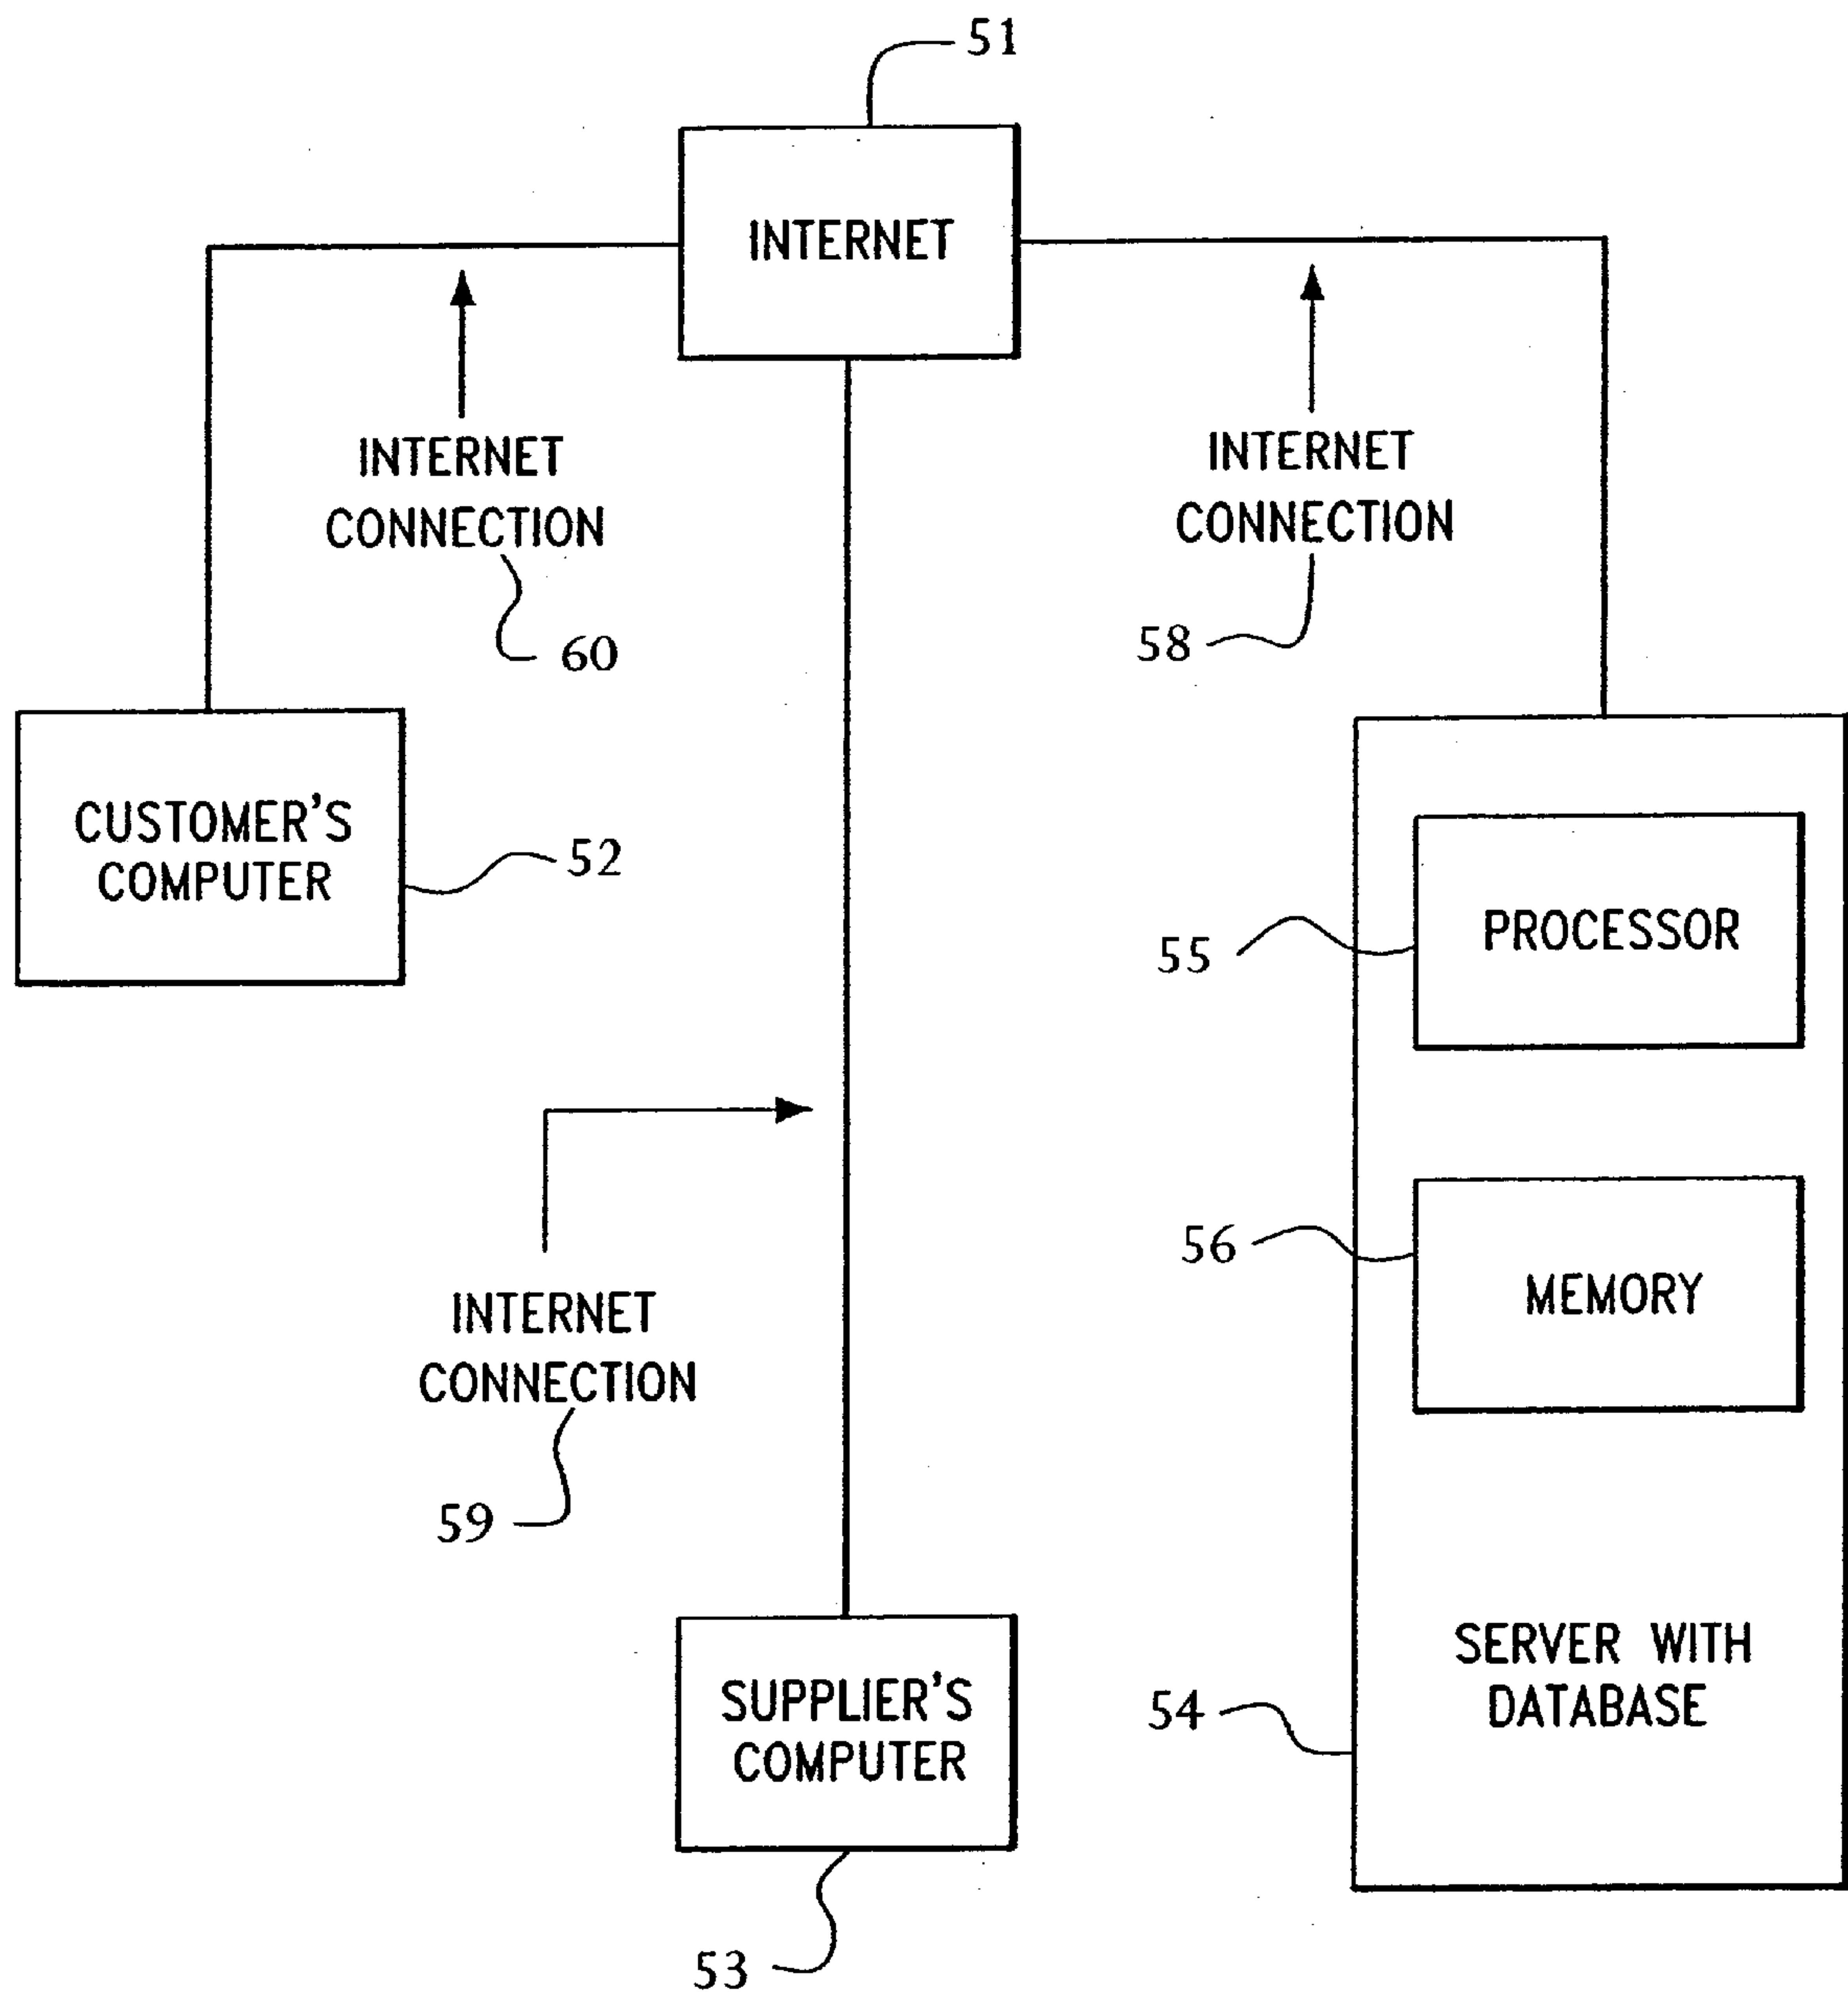 51
INTERNET
INTERNET
CONNECTION
60
INTERNET
CONNECTION
58
CUSTOMER'S
COMPUTER
52
PROCESSOR
55
MEMORY
56
INTERNET
CONNECTION
59
SERVER WITH
DATABASE
54
SUPPLIER'S
COMPUTER
53